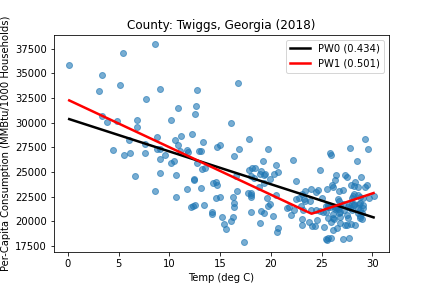 County: Twiggs, Georgia (2018)
Per-Capita Consumption (MMBtu/1000 Households)
37500
35000
32500
30000
27500
25000
22500
20000
17500
PW0 (0.434)
PW1 (0.501)
0 5 10 15 20 25 30
Temp (deg C)